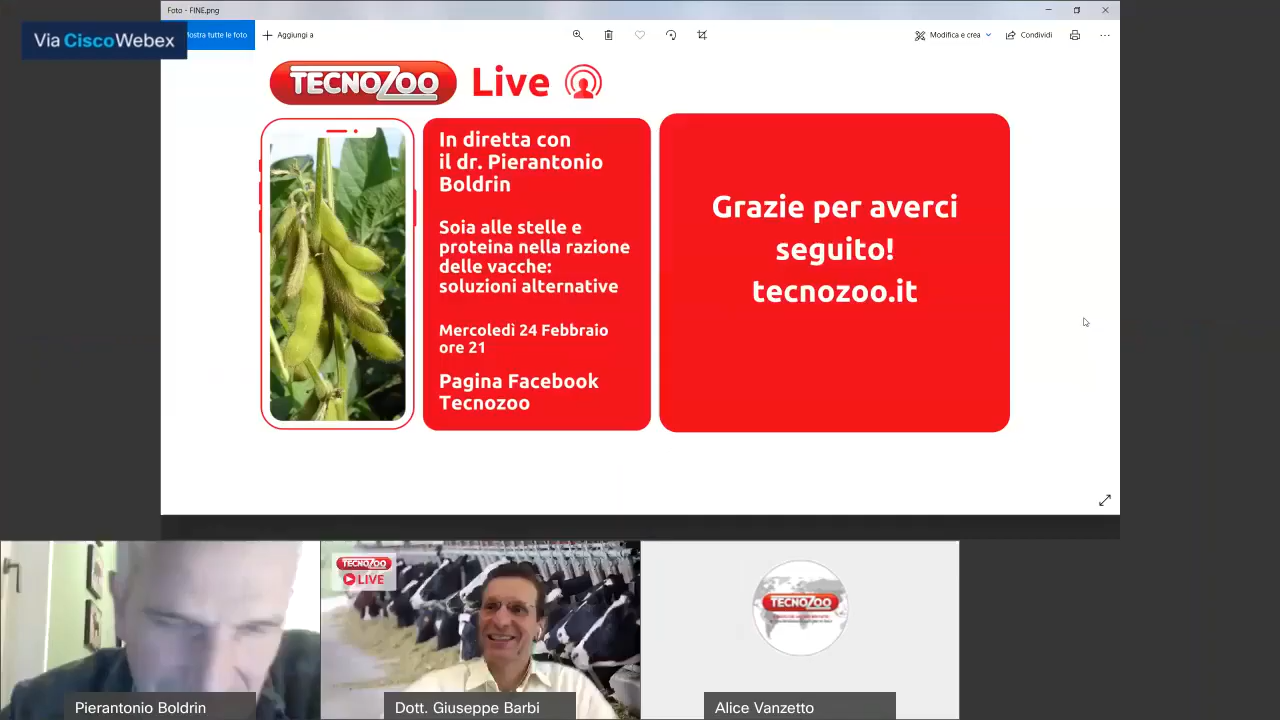 Foto - FINE.png
Via CiscoWebex
ostra tutte le foto
Aggiungi a
Modifica e crea
Condividi
TECNOZOO Live
In diretta con
il dr. Pierantonio
Boldrin
Soia alle stelle e
proteina nella razione
delle vacche:
soluzioni alternative
Mercoledì 24 Febbraio
ore 21
Pagina Facebook
Tecnozoo
Grazie per averci
seguito!
tecnozoo.it
TECNOZOO
LIVE
TECNOZOO
Pierantonio Boldrin
Dott. Giuseppe Barbi
Alice Vanzetto